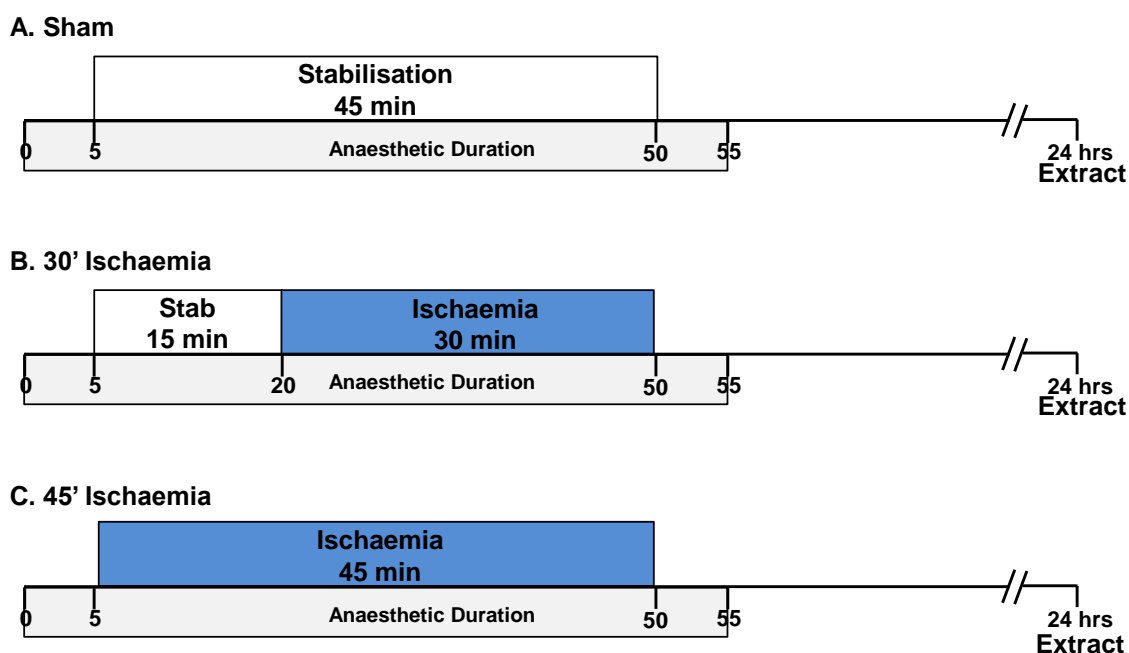 A. Sham
Stabilisation
45 min
0 5 Anaesthetic Duration 50 55 24 hrs
Extract
B. 30’ Ischaemia
Stab Ischaemia
15 min 30 min
0 5 20 Anaesthetic Duration 50 55 24 hrs
Extract
C. 45’ Ischaemia
Ischaemia
45 min
0 5 Anaesthetic Duration 50 55 24 hrs
Extract